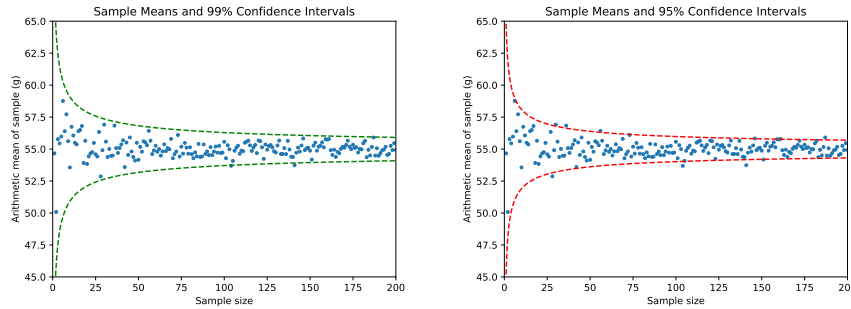 Sample Means and 99% Confidence Intervals
65.0
62.5
60.0
57.5
55.0
52.5
50.0
47.5
45.0
Arithmetic mean of sample (g)
0 25 50 75 100 125 150 175 200
Sample size
Sample Means and 95% Confidence Intervals
65.0
62.5
60.0
57.5
55.0
52.5
50.0
47.5
45.0
Arithmetic mean of sample (g)
0 25 50 75 100 125 150 175 200
Sample size